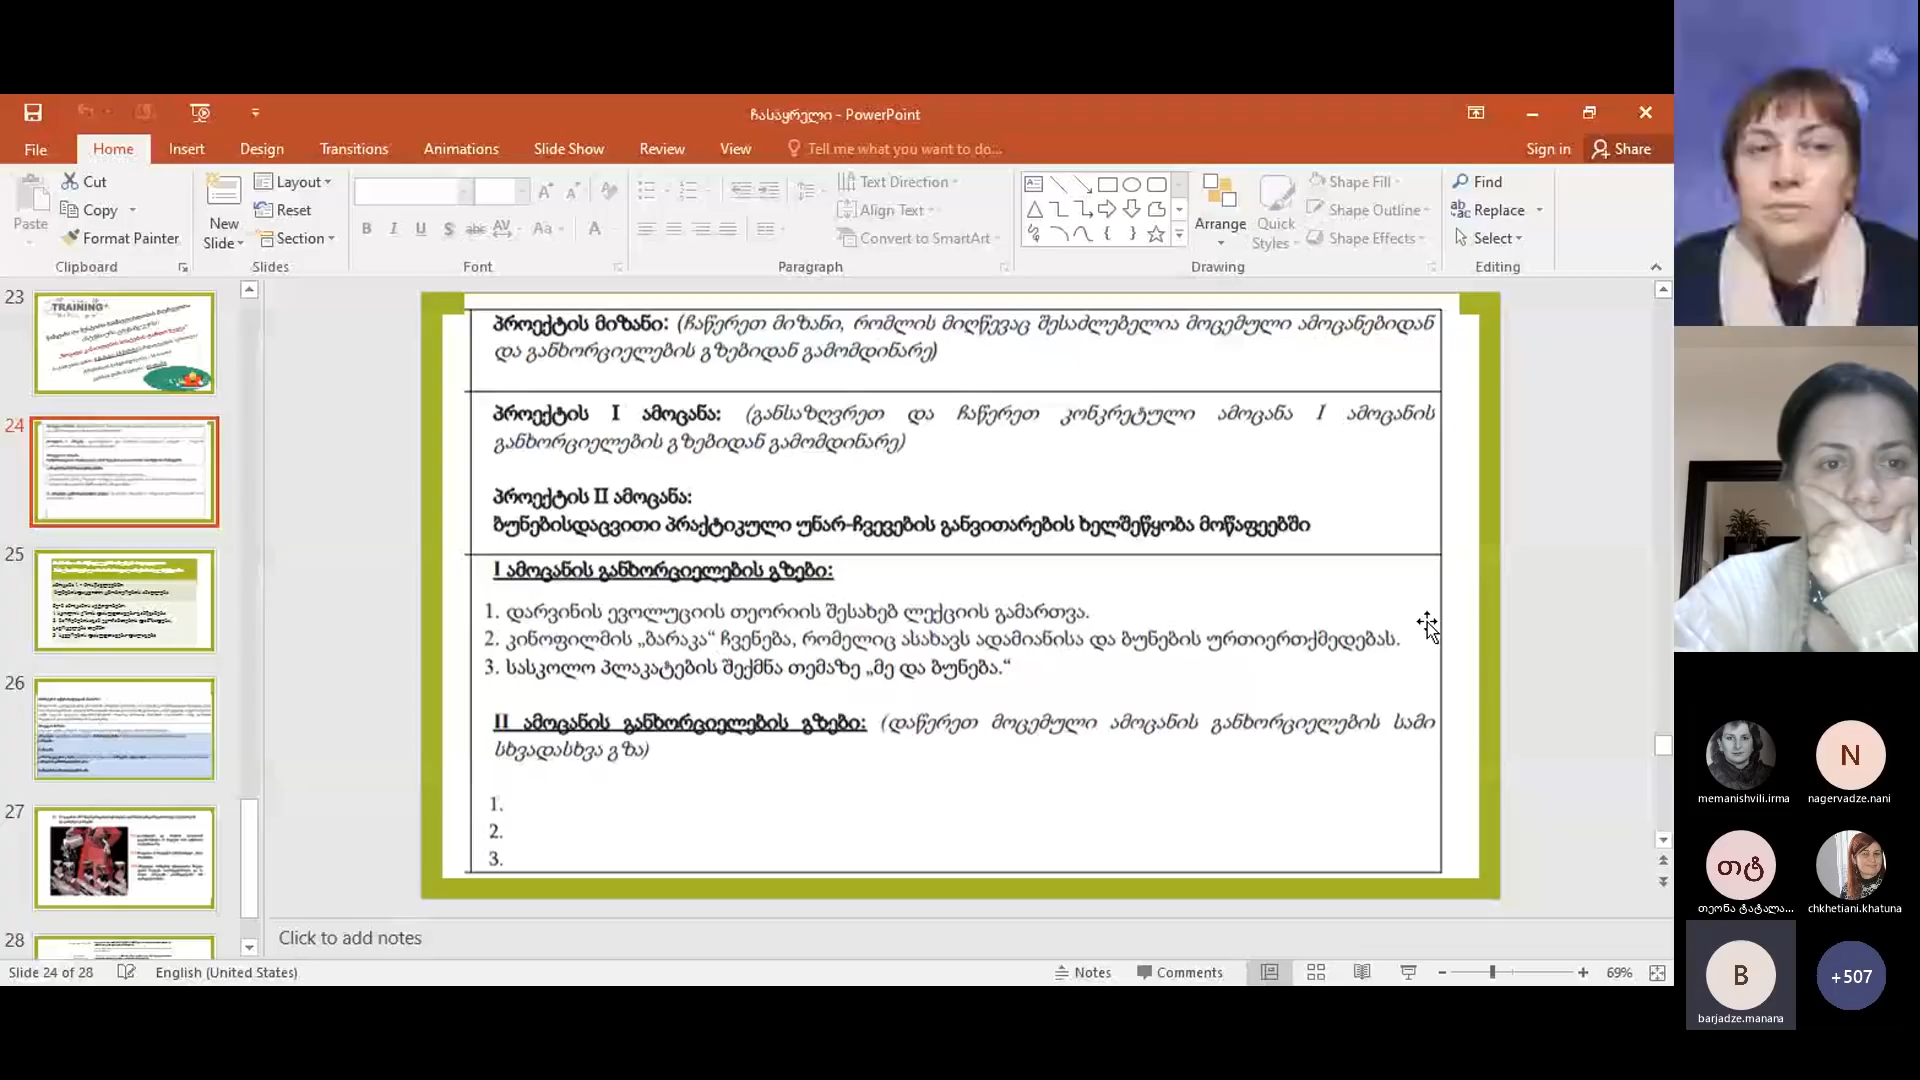 ჩასაყრელი - PowerPoint
File Home Insert Design Transitions Animations Slide Show Review View Tell me what you want to do... Sign in Share
Paste
Cut
Copy
Format Painter
Clipboard
New Slide
Layout
Reset
Section
Slides
B I U S abc AV Aa A
Font
Text Direction
Align Text
Convert to SmartArt
Paragraph
Arrange
Quick Styles
Shape Fill
Shape Outline
Shape Effects
Drawing
Find
Replace
Select
Editing
23
TRAINING
24
25
26
27
28
პროექტის მიზანი: (ჩაწერეთ მიზანი, რომლის მიღწევაც შესაძლებელია მოცემული ამოცანებიდან
და განხორციელების გზებიდან გამომდინარე)
პროექტის I ამოცანა: (განსაზღვრეთ და ჩაწერეთ კონკრეტული ამოცანა I ამოცანის
განხორციელების გზებიდან გამომდინარე)
პროექტის II ამოცანა:
ბუნებისდაცვითი პრაქტიკული უნარ-ჩვევების განვითარების ხელშეწყობა მოწაფეებში
I ამოცანის განხორციელების გზები:
1. დარვინის ევოლუციის თეორიის შესახებ ლექციის გამართვა.
2. კინოფილმის „ბარაკა“ ჩვენება, რომელიც ასახავს ადამიანისა და ბუნების ურთიერთქმედებას.
3. სასკოლო პლაკატების შექმნა თემაზე „მე და ბუნება.“
II ამოცანის განხორციელების გზები: (დაწერეთ მოცემული ამოცანის განხორციელების სამი
სხვადასხვა გზა)
1.
2.
3.
Click to add notes
Slide 24 of 28 English (United States) Notes Comments 69%
memanishvili.irma
N
nagervadze.nani
თტ
თეონა ტატალა...
chkhetiani.khatuna
B
barjadze.manana
+507